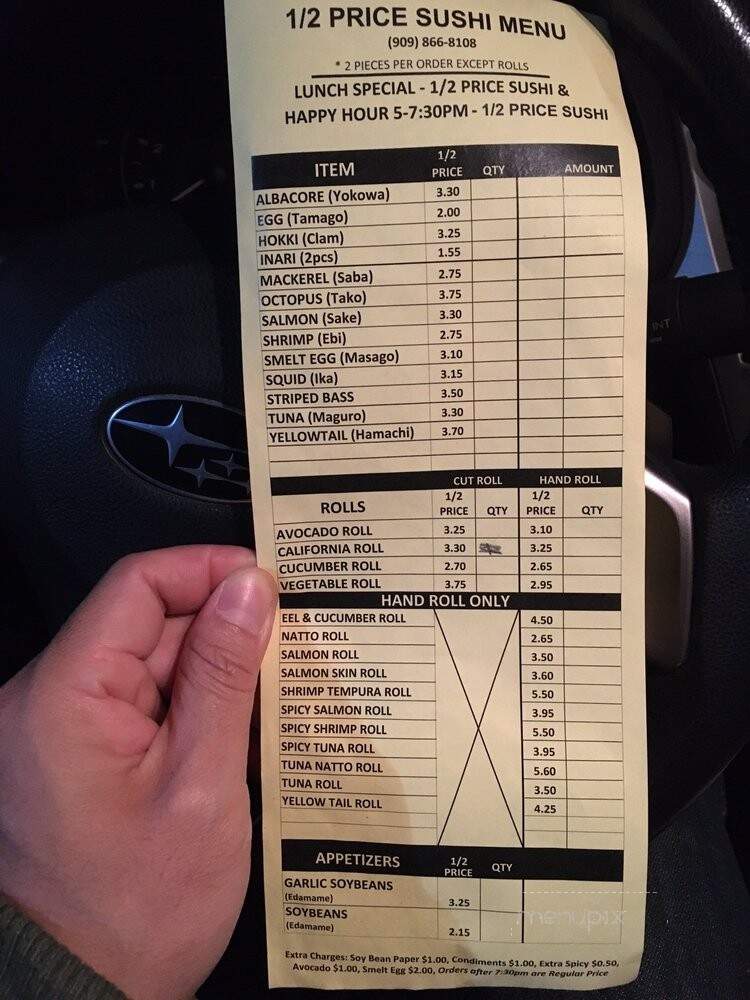 1/2 PRICE SUSHI MENU
(909) 866-8108
* 2 PIECES PER ORDER EXCEPT ROLLS
LUNCH SPECIAL - 1/2 PRICE SUSHI &
HAPPY HOUR 5-7:30PM - 1/2 PRICE SUSHI
ITEM 1/2 PRICE QTY AMOUNT
ALBACORE (Yokowa) 3.30
EGG (Tamago) 2.00
HOKKI (Clam) 3.25
INARI (2pcs) 1.55
MACKEREL (Saba) 2.75
OCTOPUS (Tako) 3.75
SALMON (Sake) 3.30
SHRIMP (Ebi) 2.75
SMELT EGG (Masago) 3.10
SQUID (Ika) 3.15
STRIPED BASS 3.50
TUNA (Maguro) 3.30
YELLOWTAIL (Hamachi) 3.70
CUT ROLL HAND ROLL
ROLLS 1/2 PRICE QTY 1/2 PRICE QTY
AVOCADO ROLL 3.25 3.10
CALIFORNIA ROLL 3.30 3.25
CUCUMBER ROLL 2.70 2.65
VEGETABLE ROLL 3.75 2.95
HAND ROLL ONLY
EEL & CUCUMBER ROLL 4.50
NATTO ROLL 2.65
SALMON ROLL 3.50
SALMON SKIN ROLL 3.60
SHRIMP TEMPURA ROLL 5.50
SPICY SALMON ROLL 3.95
SPICY SHRIMP ROLL 5.50
SPICY TUNA ROLL 3.95
TUNA NATTO ROLL 5.60
TUNA ROLL 3.50
YELLOW TAIL ROLL 4.25
APPETIZERS 1/2 PRICE QTY
GARLIC SOYBEANS
(Edamame) 3.25
SOYBEANS
(Edamame) 2.15
menupix
Extra Charges: Soy Bean Paper $1.00, Condiments $1.00, Extra Spicy $0.50,
Avocado $1.00, Smelt Egg $2.00, Orders after 7:30pm are Regular Price
INT